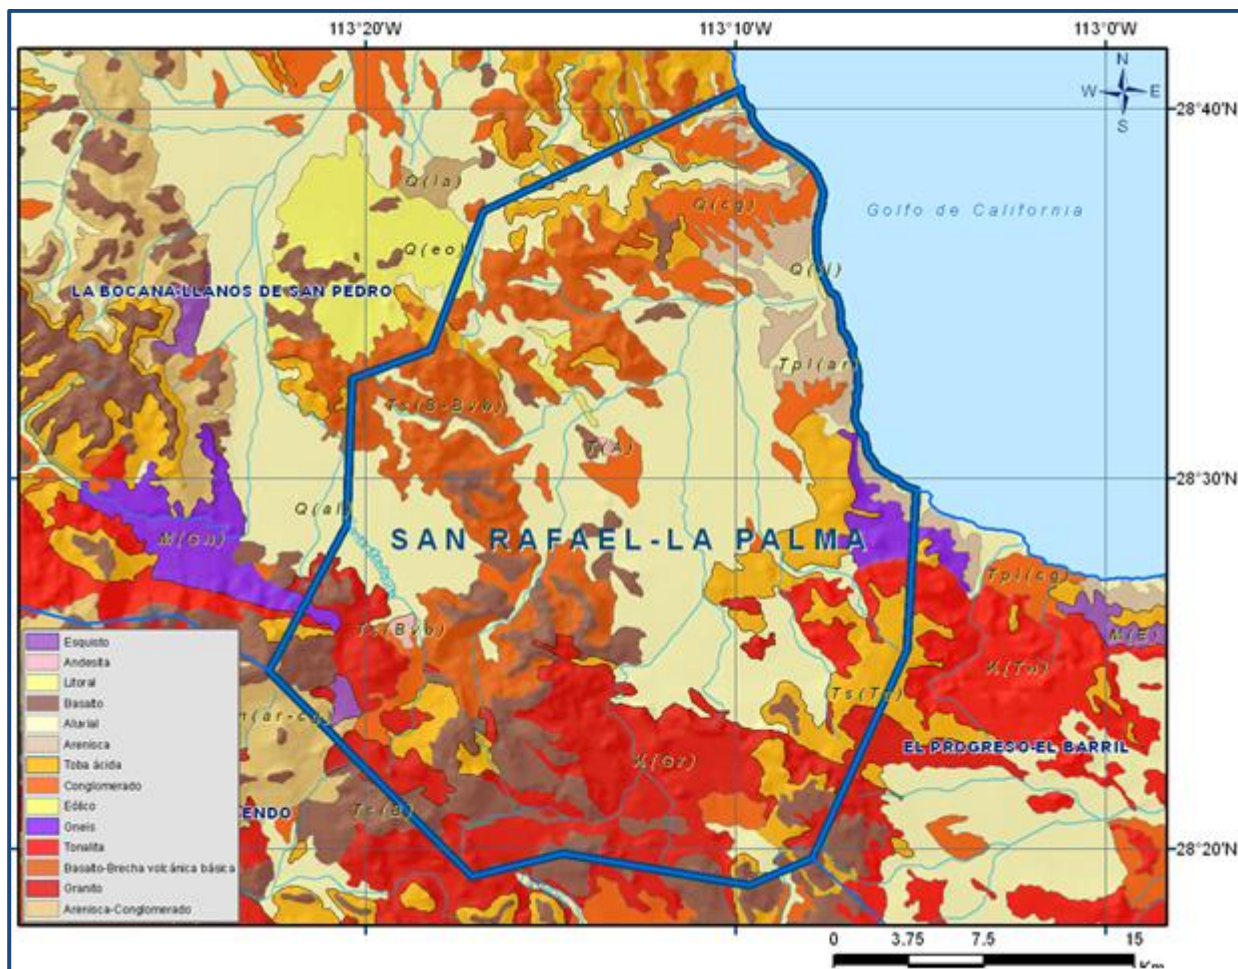 113°20'W
113°10'W
113°0'W
N
W
E
S
28°40'N
Q(la)
Q(cg)
Golfo de California
Q(eo)
LA BOCANA-LLANOS DE SAN PEDRO
Tpl(ar)
Ts(B-Bvb)
T(A)
28°30'N
Q(al)
M(Gn)
SAN RAFAEL-LA PALMA
Tpl(cg)
Ts(Bvb)
M(E)
K(Tn)
Ts(Ta)
(ar-cg)
EL PROGRESO-EL BARRIL
K(Gr)
ENDO
Ts(B)
28°20'N
Esquisto
Andesita
Litoral
Basalto
Aluvial
Arenisca
Toba ácida
Conglomerado
Eólico
Gneis
Tonalita
Basalto-Brecha volcánica básica
Granito
Arenisca-Conglomerado
0 3.75 7.5 15
Km